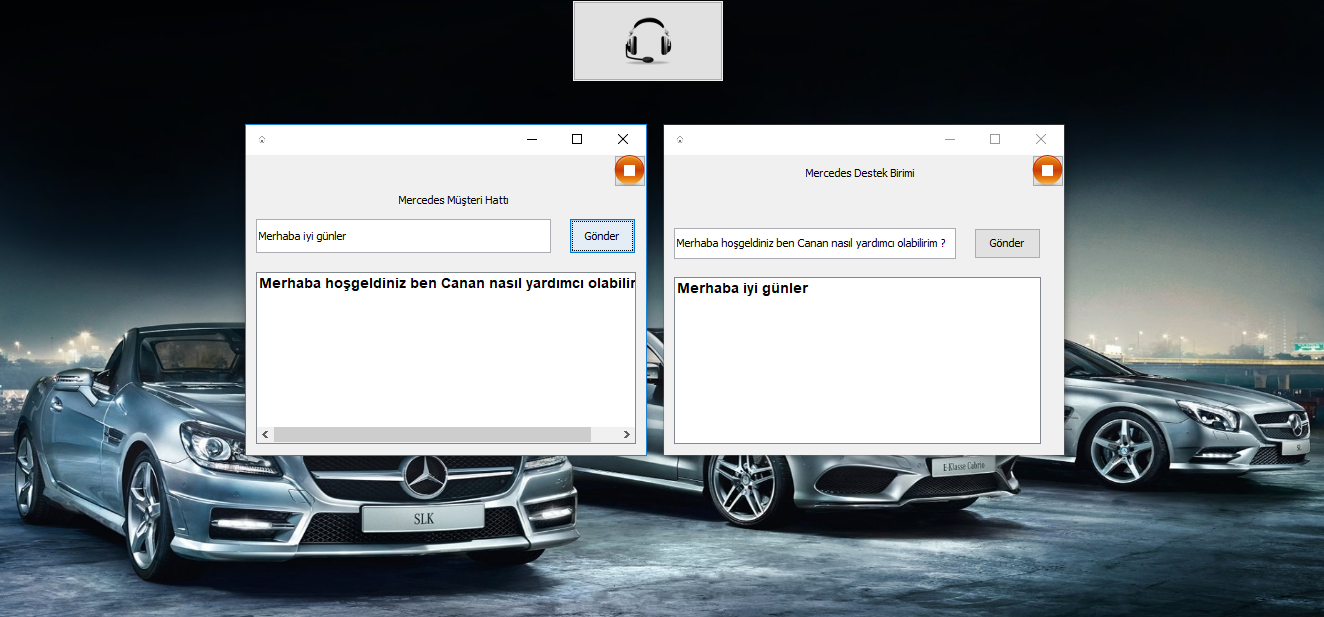 Mercedes Müşteri Hattı
Merhaba iyi günler
Gönder
Merhaba hoşgeldiniz ben Canan nasıl yardımcı olabilir
Mercedes Destek Birimi
Merhaba hoşgeldiniz ben Canan nasıl yardımcı olabilirim ?
Gönder
Merhaba iyi günler
SLK
E-Klasse Cabrio
SL